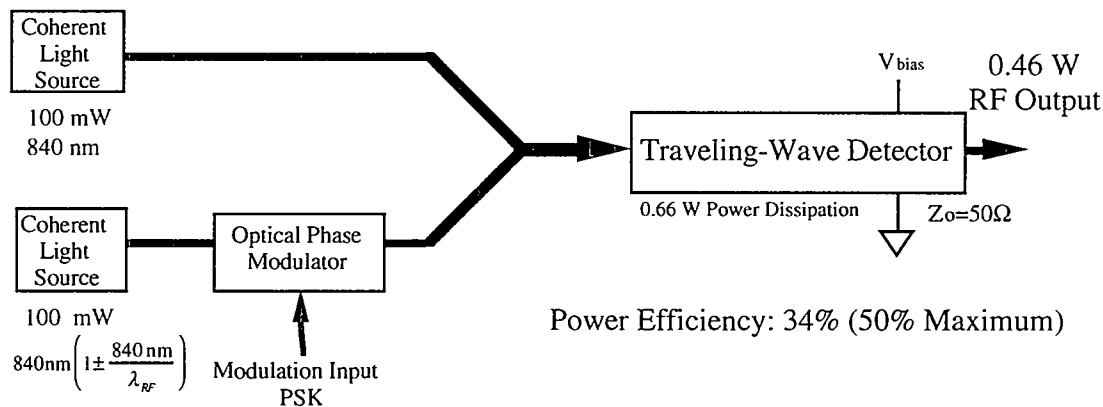 Coherent
Light
Source
100 mW
840 nm
Vbias
0.46 W
RF Output
Traveling-Wave Detector
0.66 W Power Dissipation
Zo=50Ω
Coherent
Light
Source
Optical Phase
Modulator
100 mW
840nm(1±840 nm/λRF)
Modulation Input
PSK
Power Efficiency: 34% (50% Maximum)